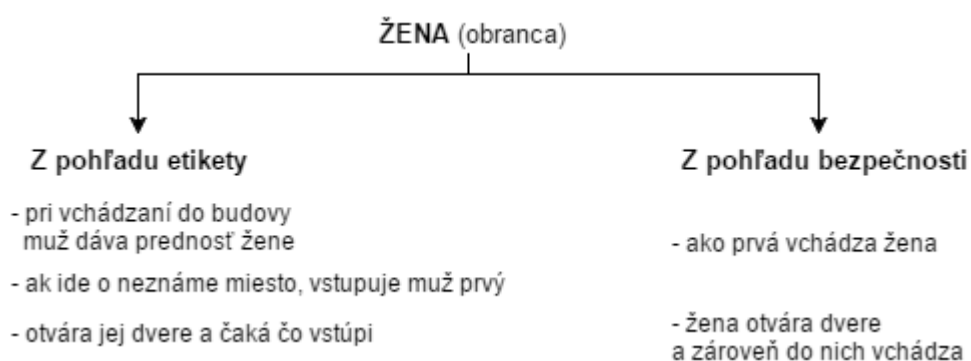 ŽENA (obranca)
Z pohľadu etikety
- pri vchádzaní do budovy
muž dáva prednosť žene
- ak ide o neznáme miesto, vstupuje muž prvý
- otvára jej dvere a čaká čo vstúpi
Z pohľadu bezpečnosti
- ako prvá vchádza žena
- žena otvára dvere
a zároveň do nich vchádza